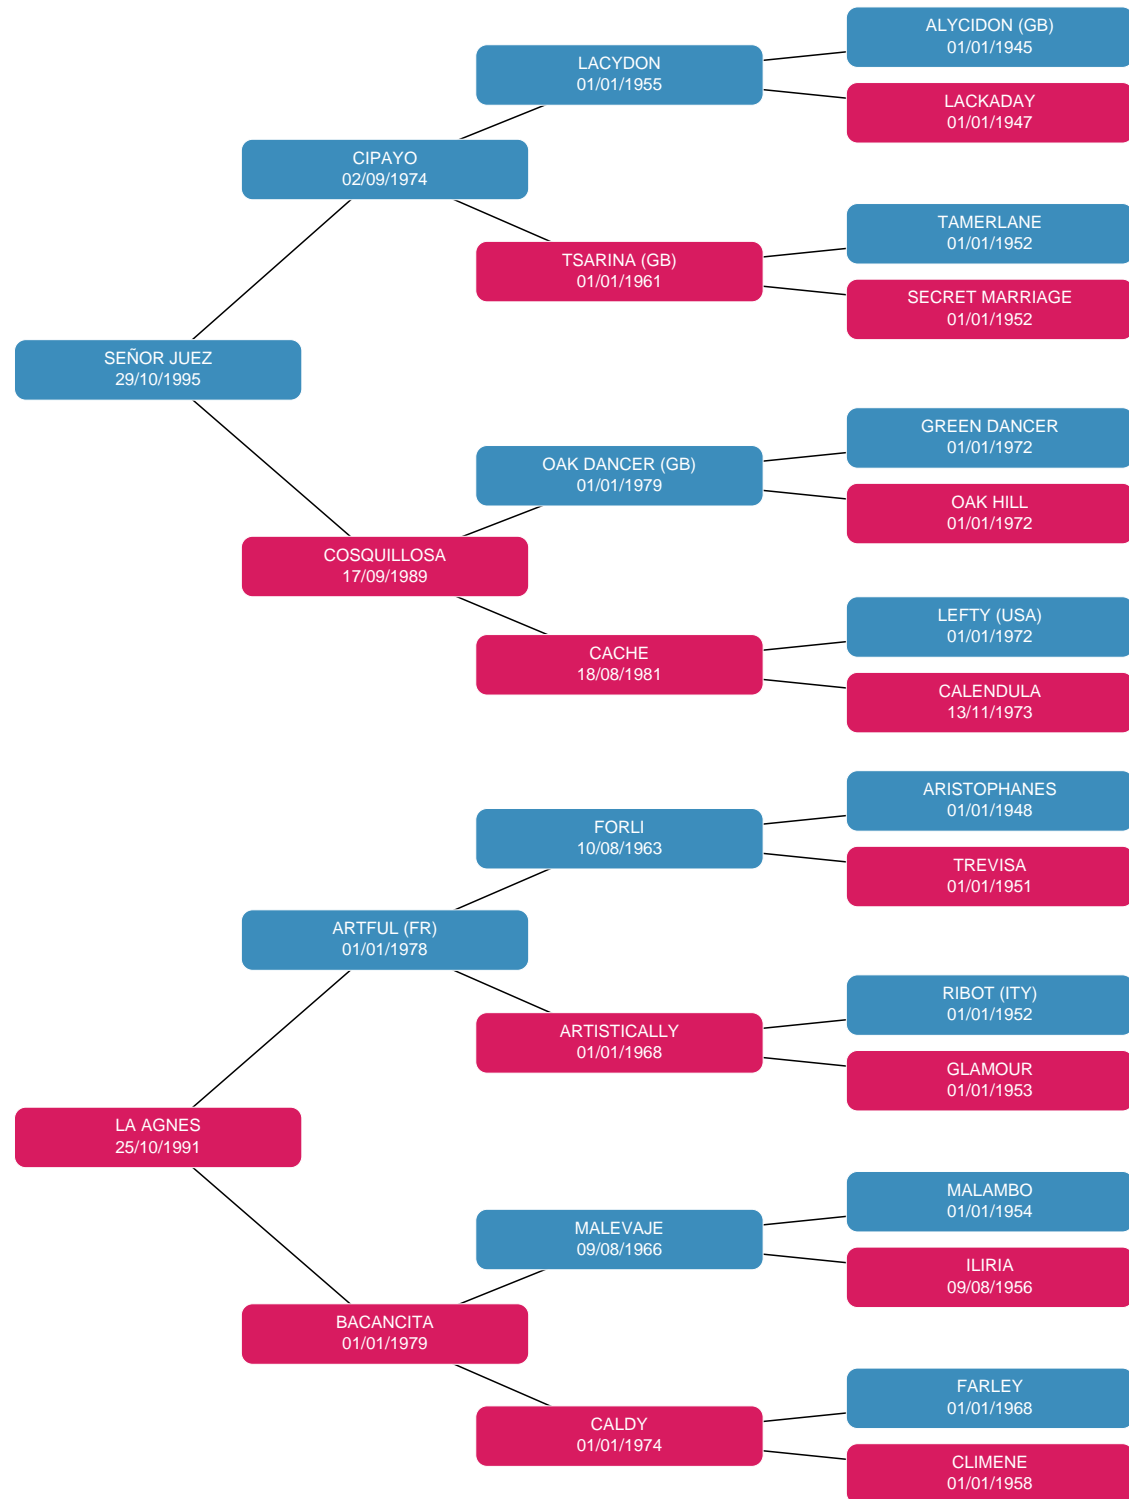 ALYCIDON (GB)
01/01/1945
LACYDON
01/01/1955
LACKADAY
01/01/1947
CIPAYO
02/09/1974
TAMERLANE
01/01/1952
TSARINA (GB)
01/01/1961
SECRET MARRIAGE
01/01/1952
SEÑOR JUEZ
29/10/1995
GREEN DANCER
01/01/1972
OAK DANCER (GB)
01/01/1979
OAK HILL
01/01/1972
COSQUILLOSA
17/09/1989
LEFTY (USA)
01/01/1972
CACHE
18/08/1981
CALENDULA
13/11/1973
ARISTOPHANES
01/01/1948
FORLI
10/08/1963
TREVISA
01/01/1951
ARTFUL (FR)
01/01/1978
RIBOT (ITY)
01/01/1952
ARTISTICALLY
01/01/1968
GLAMOUR
01/01/1953
LA AGNES
25/10/1991
MALAMBO
01/01/1954
MALEVAJE
09/08/1966
ILIRIA
09/08/1956
BACANCITA
01/01/1979
FARLEY
01/01/1968
CALDY
01/01/1974
CLIMENE
01/01/1958